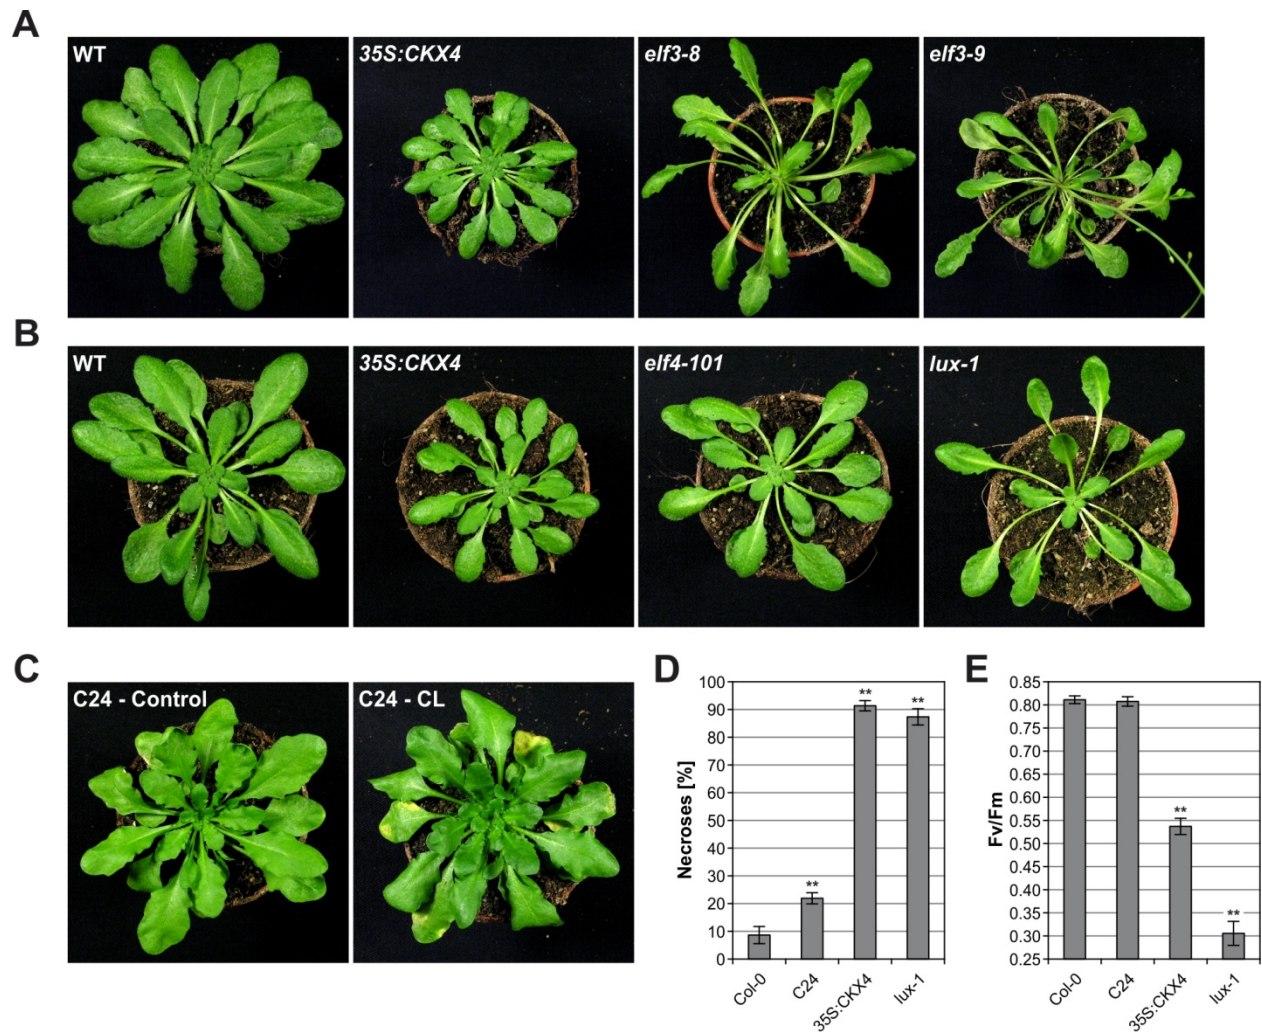 A
WT
35S:CKX4
elf3-8
elf3-9
B
WT
35S:CKX4
elf4-101
lux-1
C
C24 - Control
C24 - CL
D
Necroses [%]
100
90
80
70
60
50
40
30
20
10
0
**
**
**
Col-0
C24
35S:CKX4
lux-1
E
Fv/Fm
0.85
0.80
0.75
0.70
0.65
0.60
0.55
0.50
0.45
0.40
0.35
0.30
0.25
**
**
Col-0
C24
35S:CKX4
lux-1